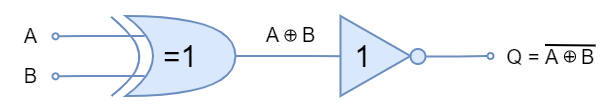 A
B
=1
A ⊕ B
1
Q = A̅ ̅⊕̅ ̅B̅